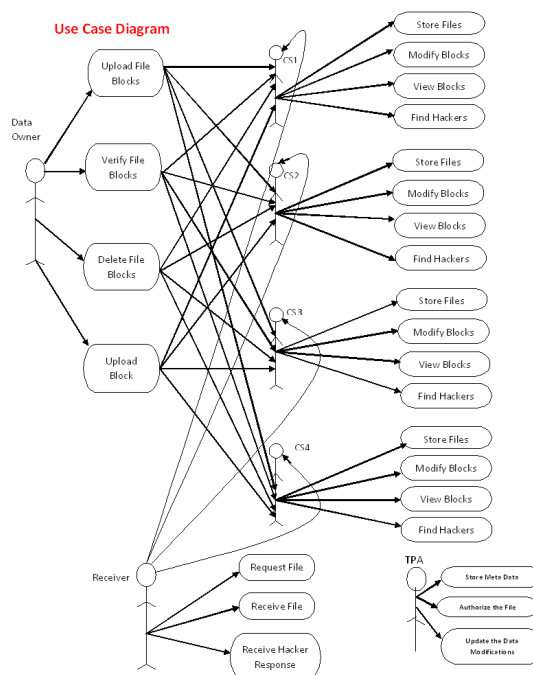 Use Case Diagram
Data
Owner
Upload File
Blocks
Verify File
Blocks
Delete File
Blocks
Upload
Block
CS1
Store Files
Modify Blocks
View Blocks
Find Hackers
CS2
Store Files
Modify Blocks
View Blocks
Find Hackers
CS3
Store Files
Modify Blocks
View Blocks
Find Hackers
CS4
Store Files
Modify Blocks
View Blocks
Find Hackers
Receiver
Request File
Receive File
Receive Hacker
Response
TPA
Store Meta Data
Authorize the File
Update the Data
Modifications